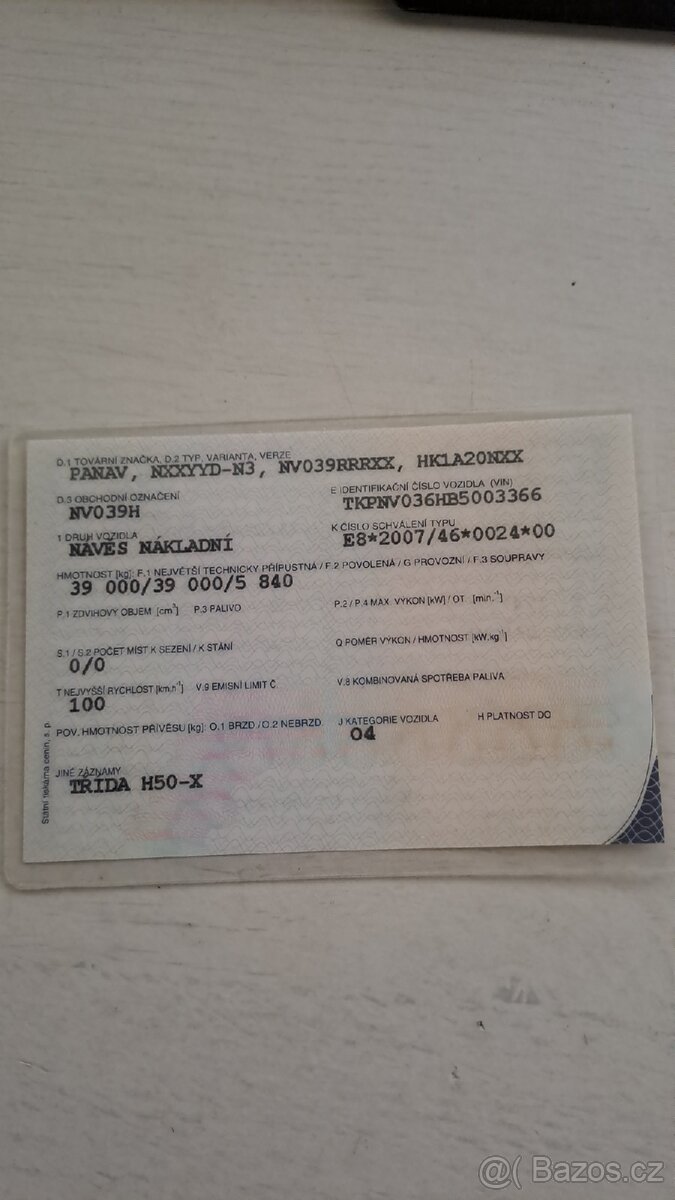 D.1 TOVÁRNÍ ZNAČKA, D.2 TYP, VARIANTA, VERZE
PANAV, NXXYYD-N3, NV039RRRXX, HK1A20NXX
D.3 OBCHODNÍ OZNAČENÍ
NV039H
E IDENTIFIKAČNÍ ČÍSLO VOZIDLA (VIN)
TKPNV036HB5003366
1 DRUH VOZIDLA
NÁVĚS NÁKLADNÍ
K ČÍSLO SCHVÁLENÍ TYPU
E8*2007/46*0024*00
HMOTNOST [kg]: F.1 NEJVĚTŠÍ TECHNICKY PŘÍPUSTNÁ / F.2 POVOLENÁ / G PROVOZNÍ / F.3 SOUPRAVY
39 000/39 000/5 840
P.1 ZDVIHOVÝ OBJEM [cm³] P.3 PALIVO
P.2 / P.4 MAX. VÝKON [kW] / OT. [min.⁻¹]
S.1 / S.2 POČET MÍST K SEZENÍ / K STÁNÍ
0/0
Q POMĚR VÝKON / HMOTNOST [kW.kg⁻¹]
T NEJVYŠŠÍ RYCHLOST [km.h⁻¹] V.9 EMISNÍ LIMIT Č
100
V.8 KOMBINOVANÁ SPOTŘEBA PALIVA
POV. HMOTNOST PŘÍVĚSU [kg]: O.1 BRZD / O.2 NEBRZD.
J KATEGORIE VOZIDLA H PLATNOST DO
O4
JINÉ ZÁZNAMY
TŘÍDA H50-X
Státní tiskárna cenin, s. p.
@( Bazos.cz